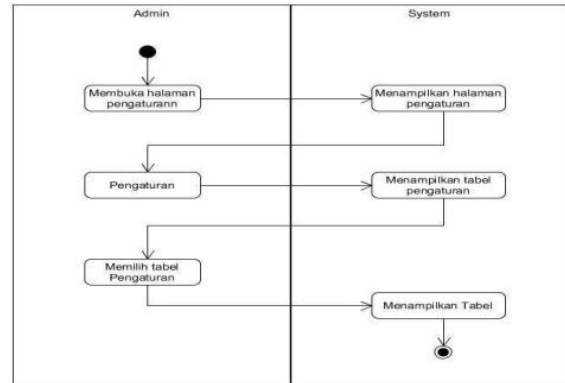 Admin
System
Membuka halaman
pengaturann
Menampilkan halaman
pengaturan
Pengaturan
Menampilkan tabel
pengaturan
Memilih tabel
Pengaturan
Menampilkan Tabel